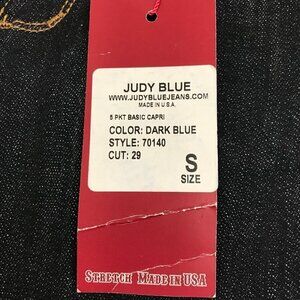 JUDY BLUE
WWW.JUDYBLUEJEANS.COM
MADE IN U.S.A.
5 PKT BASIC CAPRI
COLOR: DARK BLUE
STYLE: 70140
CUT: 29
S
SIZE
STRETCH MADE IN USA